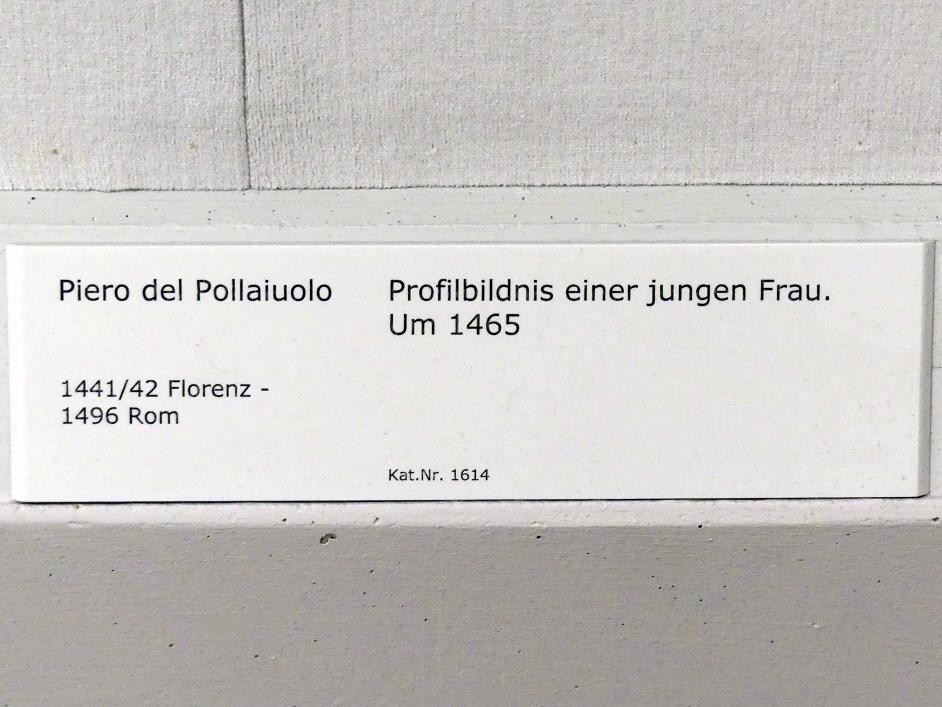 Piero del Pollaiuolo
1441/42 Florenz -
1496 Rom
Profilbildnis einer jungen Frau.
Um 1465
Kat.Nr. 1614